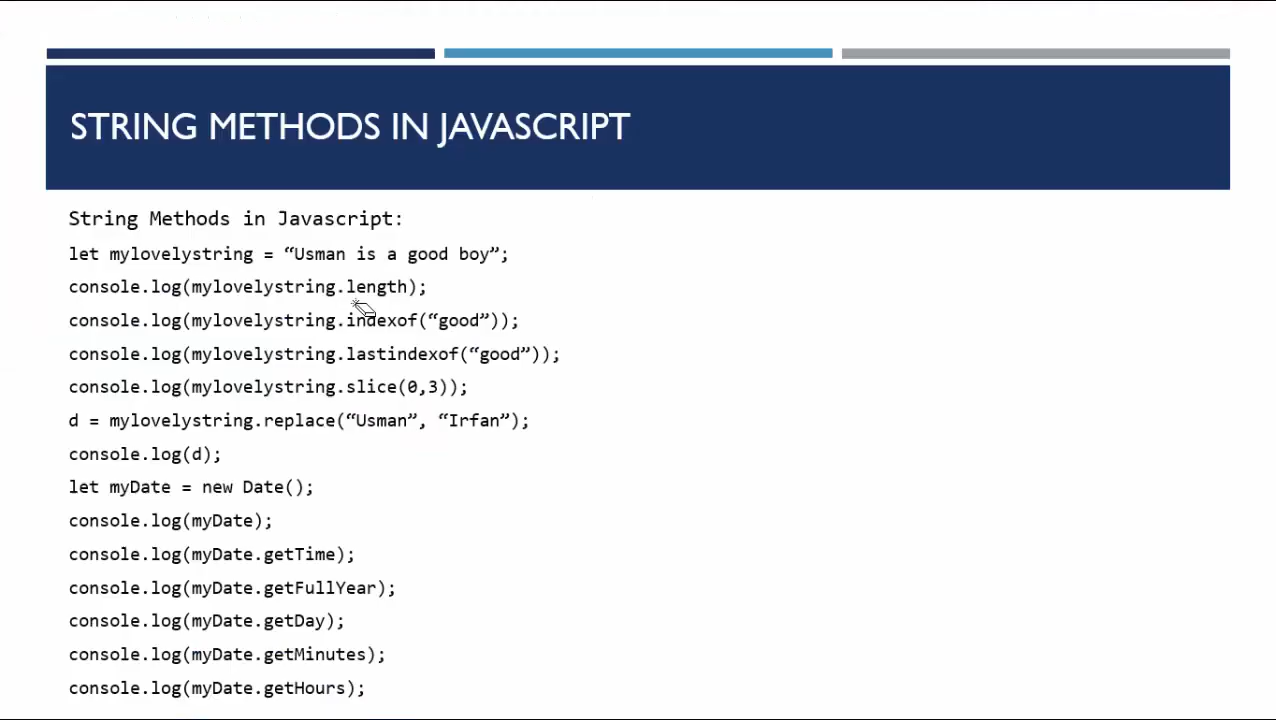 STRING METHODS IN JAVASCRIPT
String Methods in Javascript:
let mylovelystring = “Usman is a good boy”;
console.log(mylovelystring.length);
console.log(mylovelystring.indexof(“good”));
console.log(mylovelystring.lastindexof(“good”));
console.log(mylovelystring.slice(0,3));
d = mylovelystring.replace(“Usman”, “Irfan”);
console.log(d);
let myDate = new Date();
console.log(myDate);
console.log(myDate.getTime);
console.log(myDate.getFullYear);
console.log(myDate.getDay);
console.log(myDate.getMinutes);
console.log(myDate.getHours);